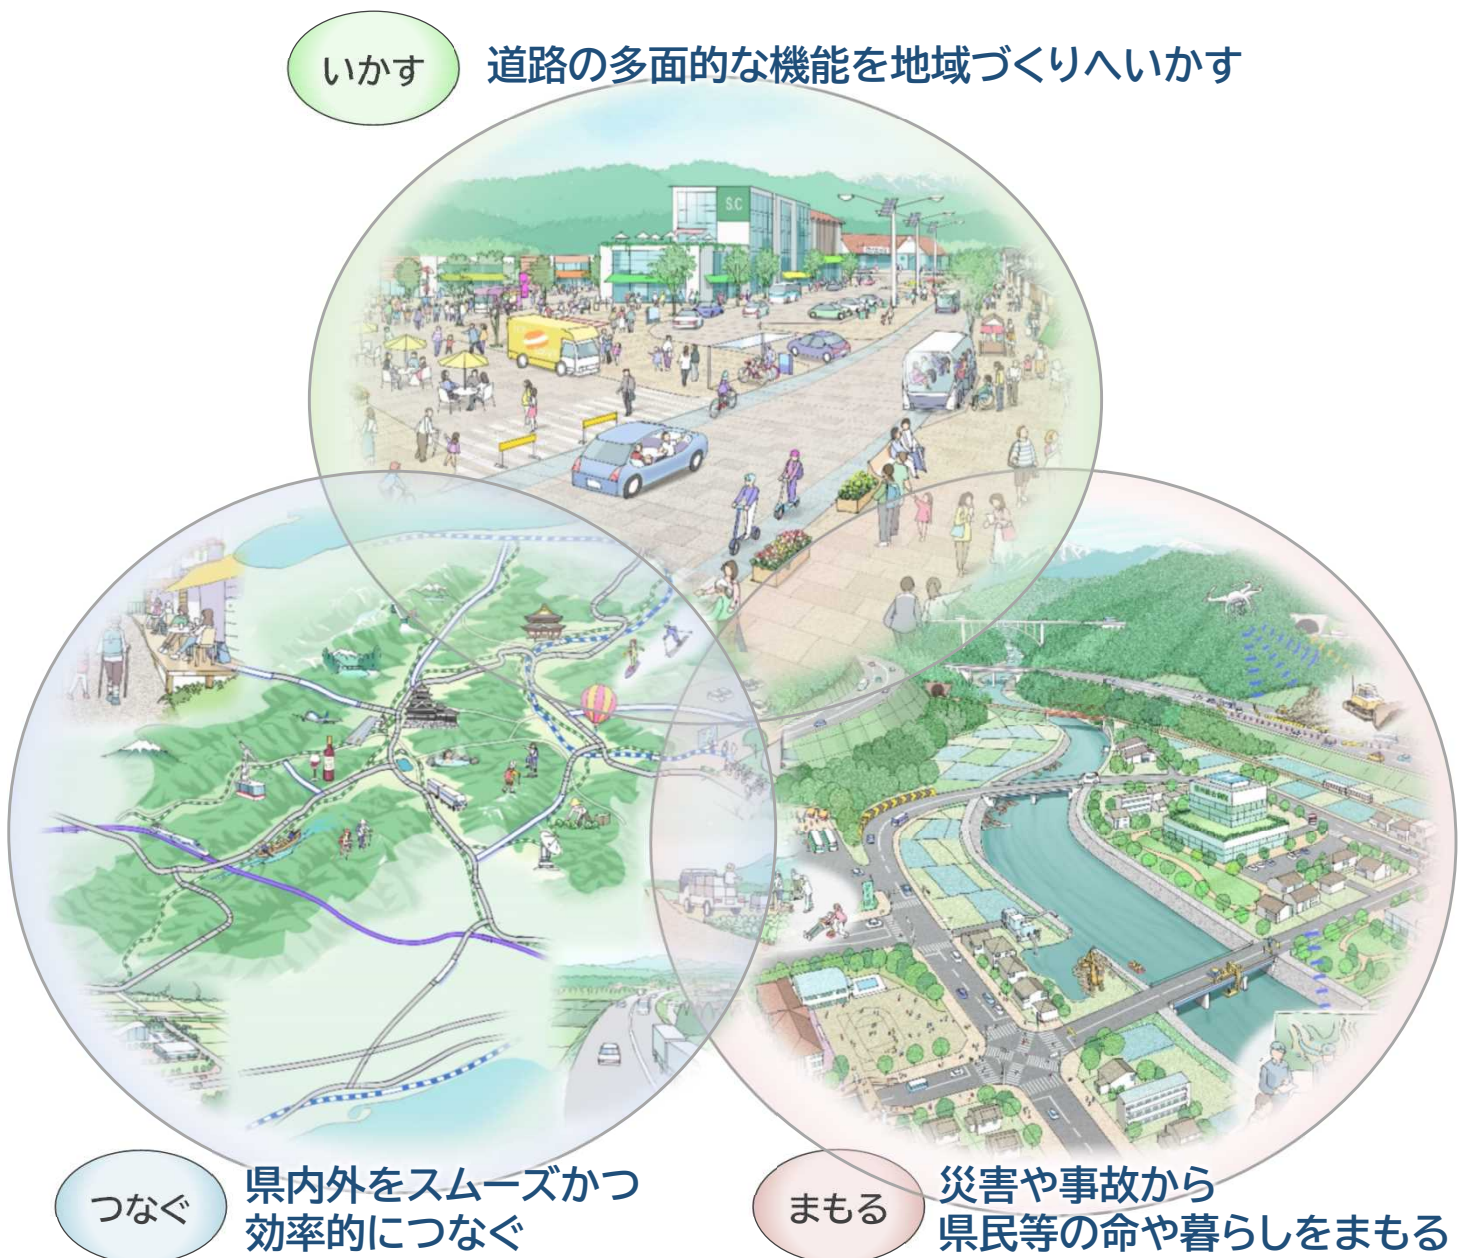 いかす
道路の多面的な機能を地域づくりへいかす
S.C
つなぐ
県内外をスムーズかつ
効率的につなぐ
まもる
災害や事故から
県民等の命や暮らしをまもる